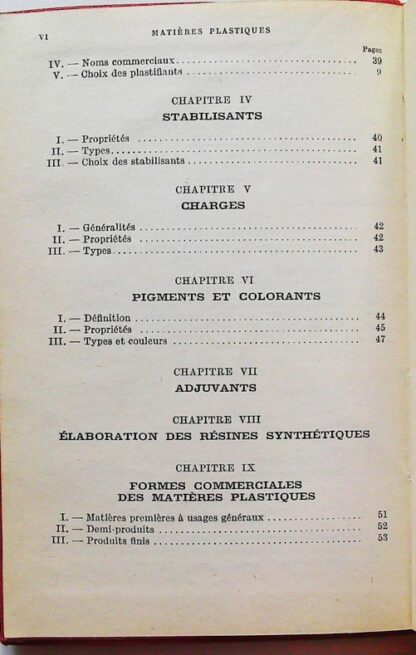 VI MATIÈRES PLASTIQUES
Pages
IV. — Noms commerciaux 39
V. — Choix des plastifiants 9
CHAPITRE IV
STABILISANTS
I. — Propriétés 40
II. — Types 41
III. — Choix des stabilisants 41
CHAPITRE V
CHARGES
I. — Généralités 42
II. — Propriétés 42
III. — Types 43
CHAPITRE VI
PIGMENTS ET COLORANTS
I. — Définition 44
II. — Propriétés 45
III. — Types et couleurs 47
CHAPITRE VII
ADJUVANTS
CHAPITRE VIII
ÉLABORATION DES RÉSINES SYNTHÉTIQUES
CHAPITRE IX
FORMES COMMERCIALES
DES MATIÈRES PLASTIQUES
I. — Matières premières à usages généraux 51
II. — Demi-produits 52
III. — Produits finis 53